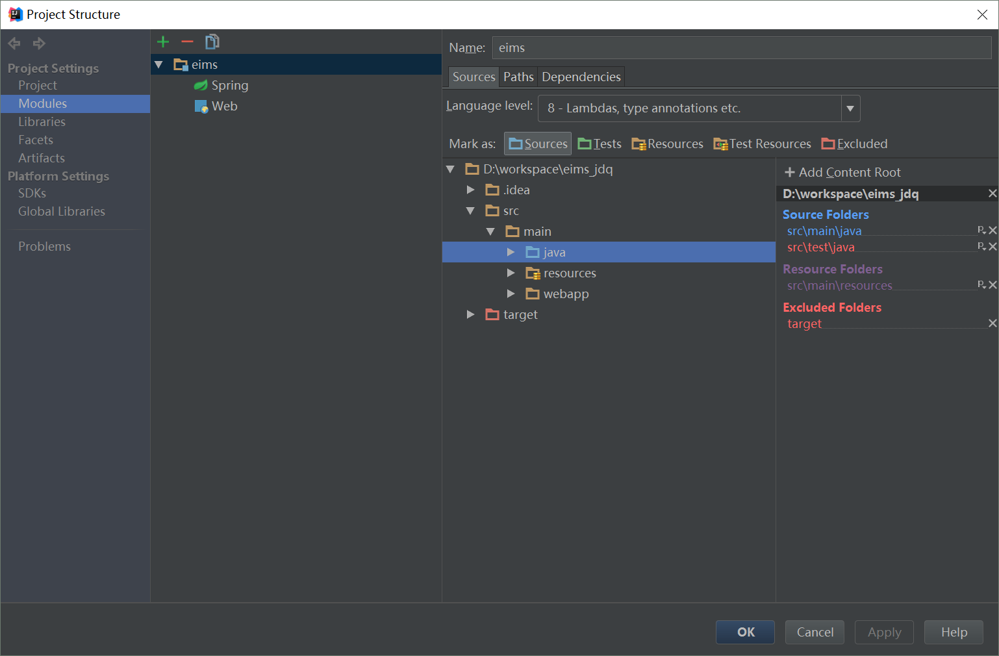 Project Structure
Project Settings
Project
Modules
Libraries
Facets
Artifacts
Platform Settings
SDKs
Global Libraries
Problems
eims
Spring
Web
Name: eims
Sources Paths Dependencies
Language level: 8 - Lambdas, type annotations etc.
Mark as: Sources Tests Resources Test Resources Excluded
D:\workspace\eims_jdq
.idea
src
main
java
resources
webapp
target
Add Content Root
D:\workspace\eims_jdq
Source Folders
src\main\java
src\test\java
Resource Folders
src\main\resources
Excluded Folders
target
OK Cancel Apply Help